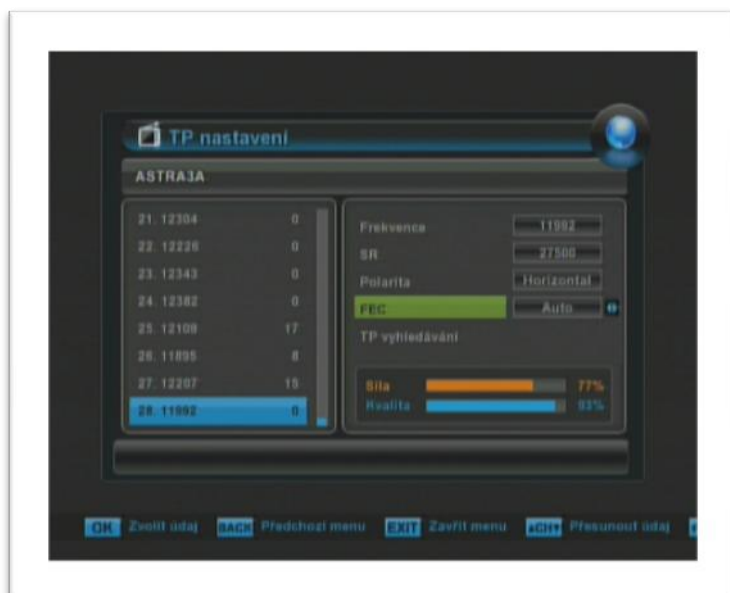 TP nastavení
ASTRA3A
21. 12304 0
22. 12226 0
23. 12343 0
24. 12382 0
25. 12109 17
26. 11895 8
27. 12207 15
28. 11992 0
Frekvence 11992
SR 27500
Polarita Horizontal
FEC Auto
TP vyhledávání
Síla 77%
Kvalita 93%
OK Zvolit údaj BACK Předchozí menu EXIT Zavřít menu ▲CH▼ Přesunout údaj